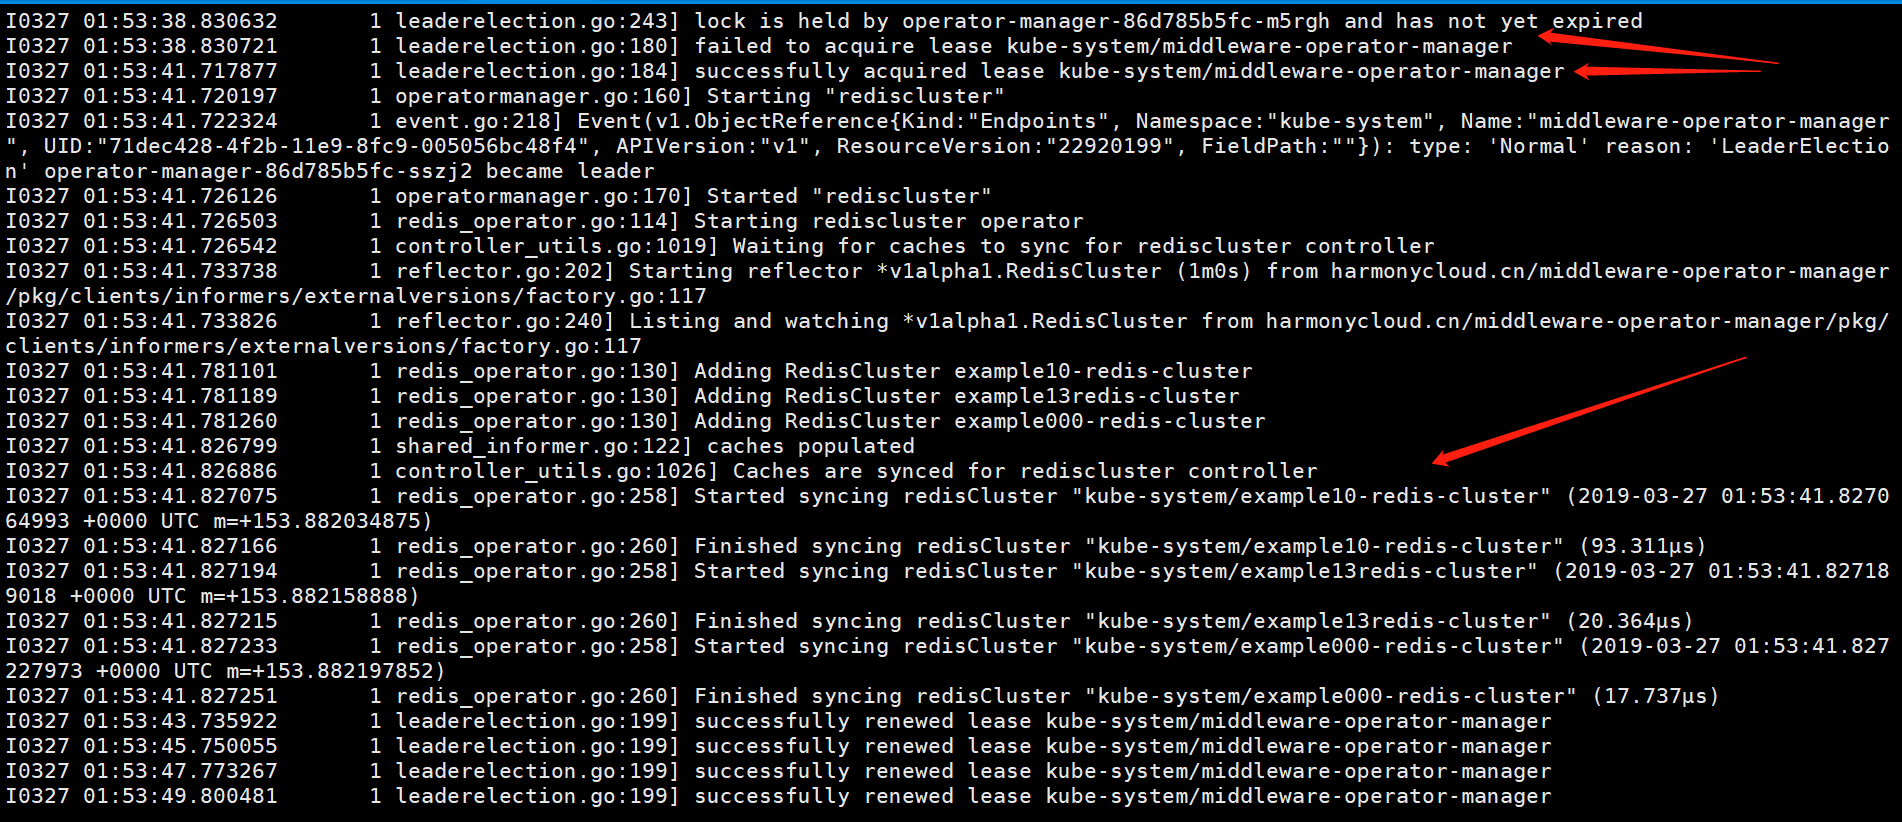 I0327 01:53:38.830632       1 leaderelection.go:243] lock is held by operator-manager-86d785b5fc-m5rgh and has not yet expired
I0327 01:53:38.830721       1 leaderelection.go:180] failed to acquire lease kube-system/middleware-operator-manager
I0327 01:53:41.717877       1 leaderelection.go:184] successfully acquired lease kube-system/middleware-operator-manager
I0327 01:53:41.720197       1 operatormanager.go:160] Starting "rediscluster"
I0327 01:53:41.722324       1 event.go:218] Event(v1.ObjectReference{Kind:"Endpoints", Namespace:"kube-system", Name:"middleware-operator-manager
", UID:"71dec428-4f2b-11e9-8fc9-005056bc48f4", APIVersion:"v1", ResourceVersion:"22920199", FieldPath:""}): type: 'Normal' reason: 'LeaderElectio
n' operator-manager-86d785b5fc-sszj2 became leader
I0327 01:53:41.726126       1 operatormanager.go:170] Started "rediscluster"
I0327 01:53:41.726503       1 redis_operator.go:114] Starting rediscluster operator
I0327 01:53:41.726542       1 controller_utils.go:1019] Waiting for caches to sync for rediscluster controller
I0327 01:53:41.733738       1 reflector.go:202] Starting reflector *v1alpha1.RedisCluster (1m0s) from harmonycloud.cn/middleware-operator-manager
/pkg/clients/informers/externalversions/factory.go:117
I0327 01:53:41.733826       1 reflector.go:240] Listing and watching *v1alpha1.RedisCluster from harmonycloud.cn/middleware-operator-manager/pkg/
clients/informers/externalversions/factory.go:117
I0327 01:53:41.781101       1 redis_operator.go:130] Adding RedisCluster example10-redis-cluster
I0327 01:53:41.781189       1 redis_operator.go:130] Adding RedisCluster example13redis-cluster
I0327 01:53:41.781260       1 redis_operator.go:130] Adding RedisCluster example000-redis-cluster
I0327 01:53:41.826799       1 shared_informer.go:122] caches populated
I0327 01:53:41.826886       1 controller_utils.go:1026] Caches are synced for rediscluster controller
I0327 01:53:41.827075       1 redis_operator.go:258] Started syncing redisCluster "kube-system/example10-redis-cluster" (2019-03-27 01:53:41.8270
64993 +0000 UTC m=+153.882034875)
I0327 01:53:41.827166       1 redis_operator.go:260] Finished syncing redisCluster "kube-system/example10-redis-cluster" (93.311µs)
I0327 01:53:41.827194       1 redis_operator.go:258] Started syncing redisCluster "kube-system/example13redis-cluster" (2019-03-27 01:53:41.82718
9018 +0000 UTC m=+153.882158888)
I0327 01:53:41.827215       1 redis_operator.go:260] Finished syncing redisCluster "kube-system/example13redis-cluster" (20.364µs)
I0327 01:53:41.827233       1 redis_operator.go:258] Started syncing redisCluster "kube-system/example000-redis-cluster" (2019-03-27 01:53:41.827
227973 +0000 UTC m=+153.882197852)
I0327 01:53:41.827251       1 redis_operator.go:260] Finished syncing redisCluster "kube-system/example000-redis-cluster" (17.737µs)
I0327 01:53:43.735922       1 leaderelection.go:199] successfully renewed lease kube-system/middleware-operator-manager
I0327 01:53:45.750055       1 leaderelection.go:199] successfully renewed lease kube-system/middleware-operator-manager
I0327 01:53:47.773267       1 leaderelection.go:199] successfully renewed lease kube-system/middleware-operator-manager
I0327 01:53:49.800481       1 leaderelection.go:199] successfully renewed lease kube-system/middleware-operator-manager